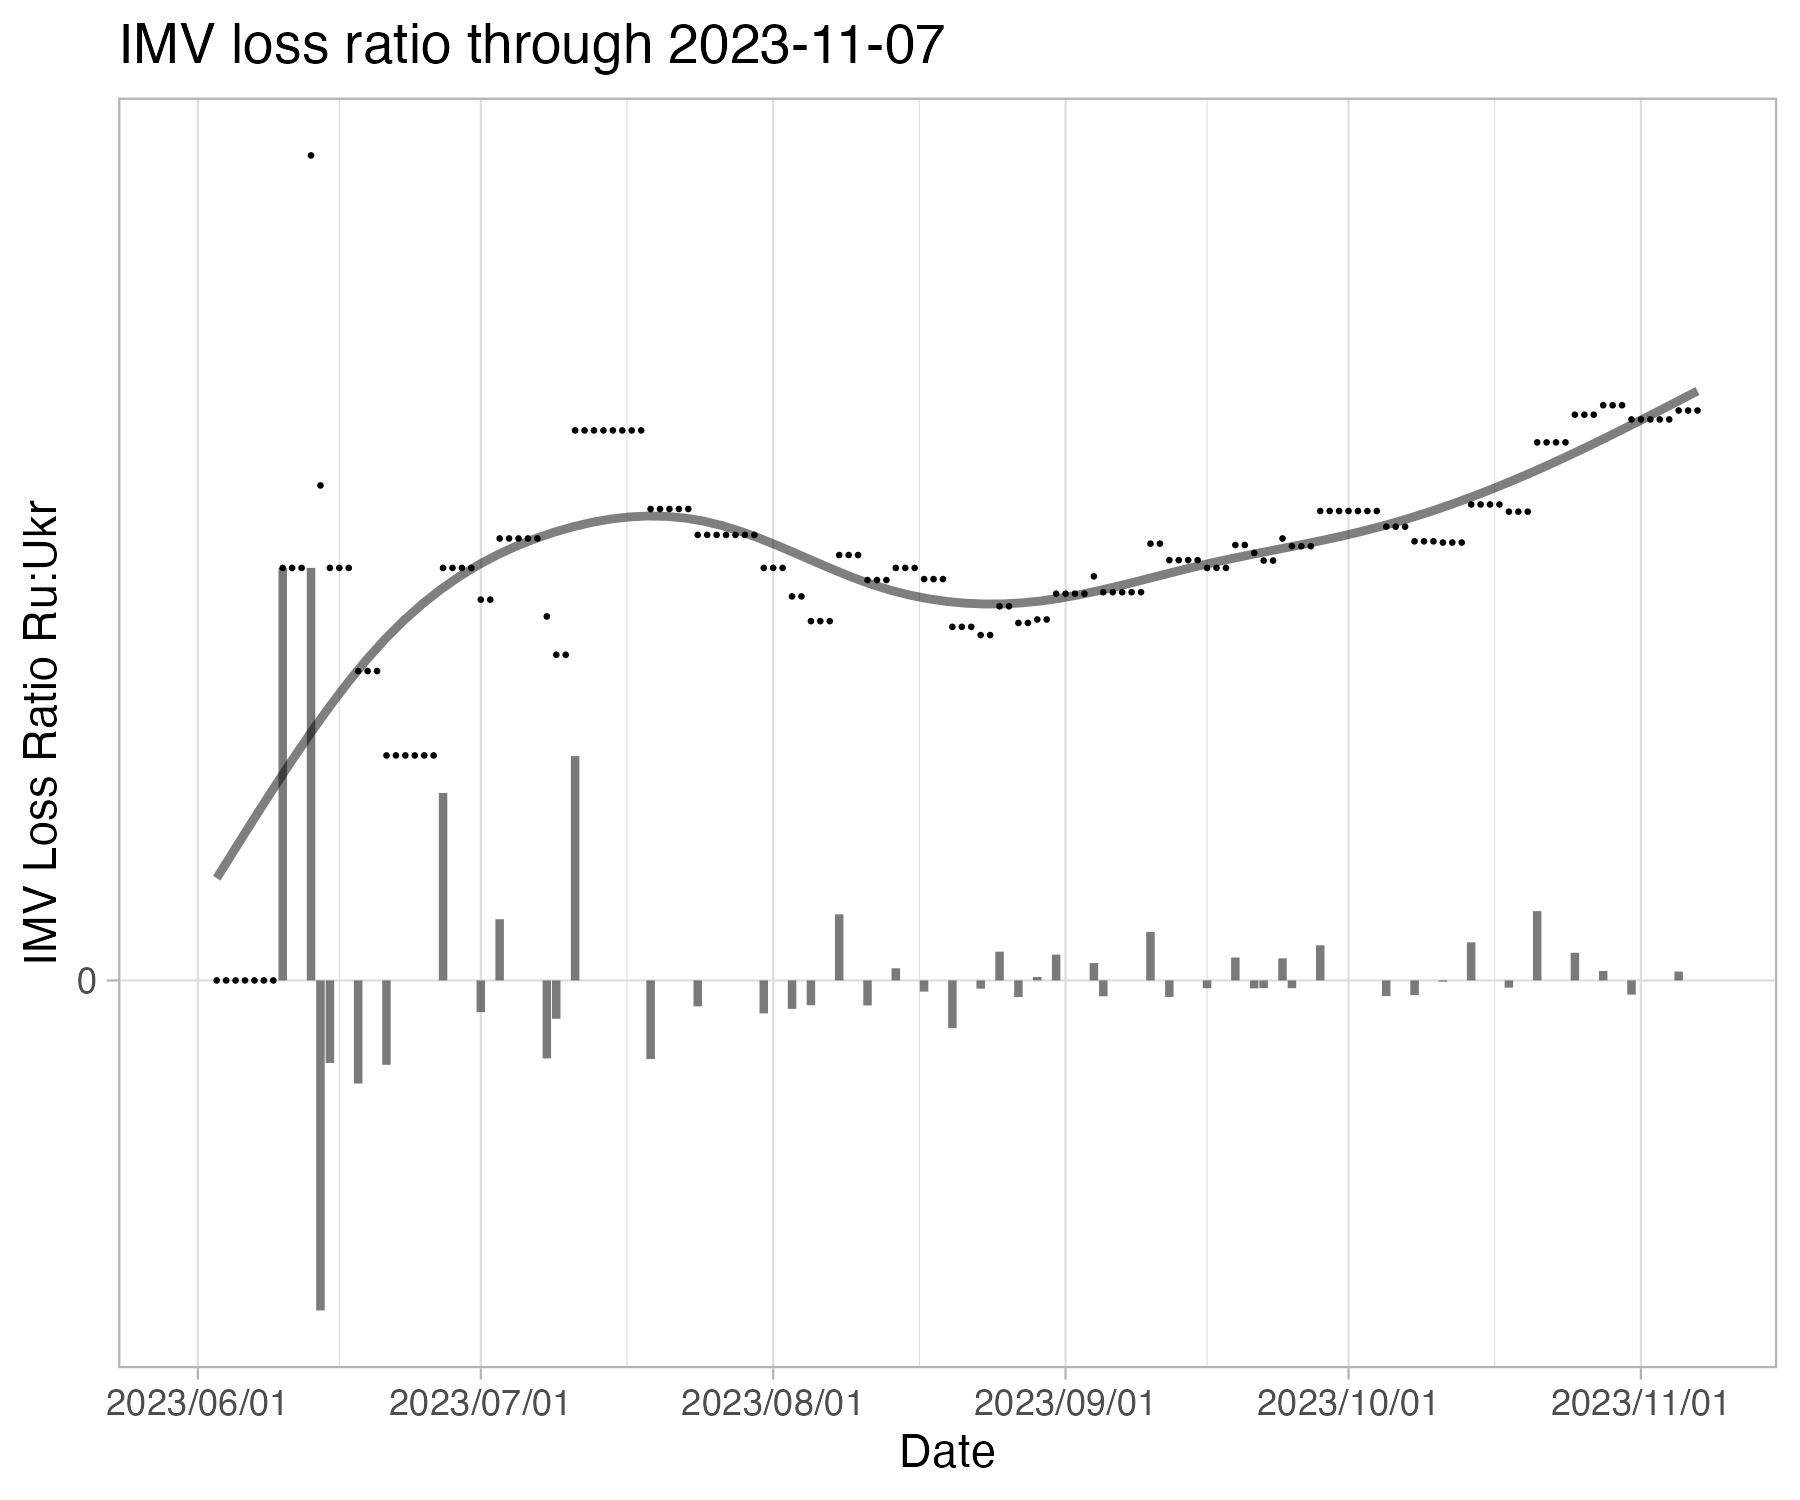 IMV loss ratio through 2023-11-07
IMV Loss Ratio Ru:Ukr
0
2023/06/01 2023/07/01 2023/08/01 2023/09/01 2023/10/01 2023/11/01
Date